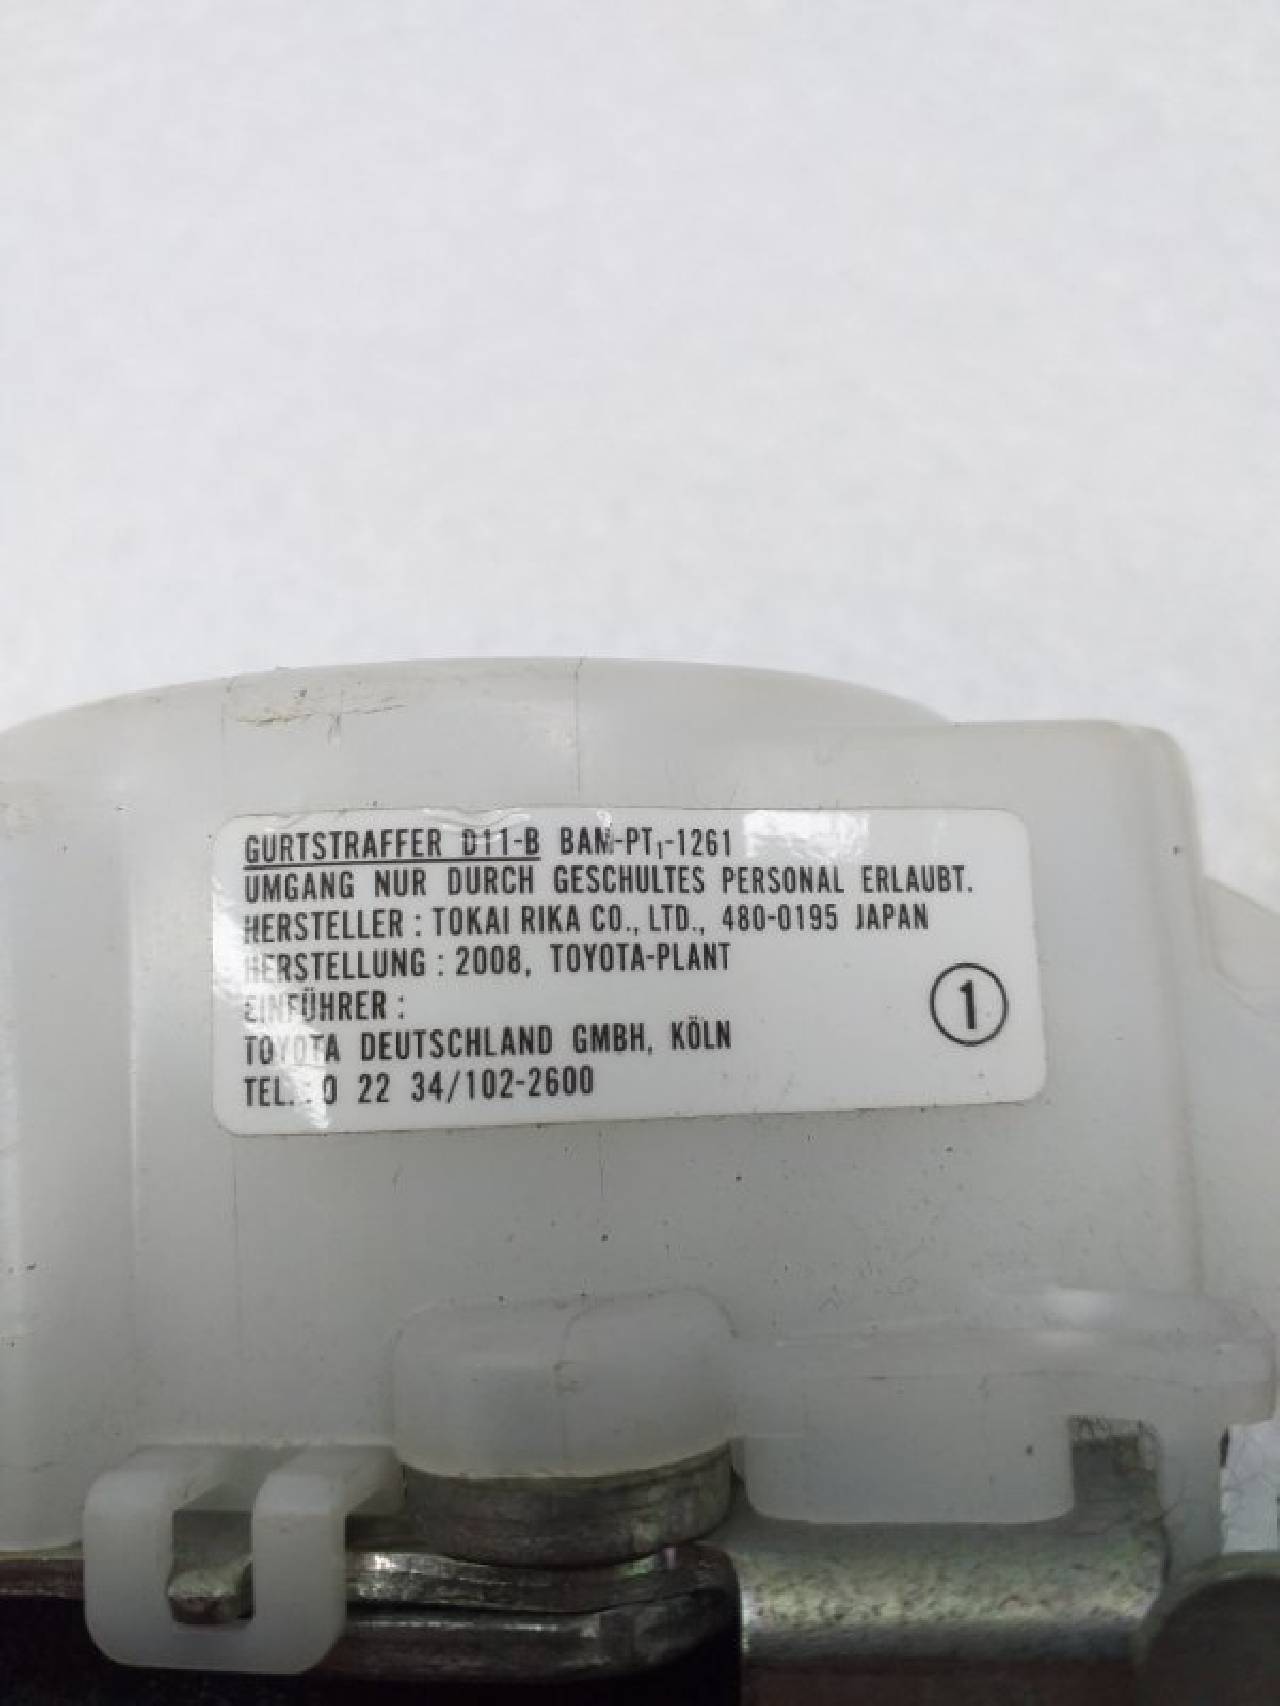 GURTSTRAFFER D11-B BAM-PT₁-1261
UMGANG NUR DURCH GESCHULTES PERSONAL ERLAUBT.
HERSTELLER : TOKAI RIKA CO., LTD., 480-0195 JAPAN
HERSTELLUNG : 2008, TOYOTA-PLANT
EINFÜHRER :
1
TOYOTA DEUTSCHLAND GMBH, KÖLN
TEL. : 0 22 34/102-2600